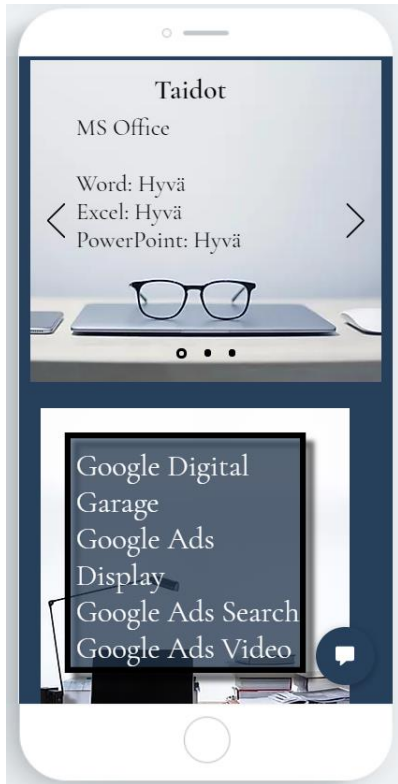 Taidot
MS Office
Word: Hyvä
Excel: Hyvä
PowerPoint: Hyvä
Google Digital
Garage
Google Ads
Display
Google Ads Search
Google Ads Video